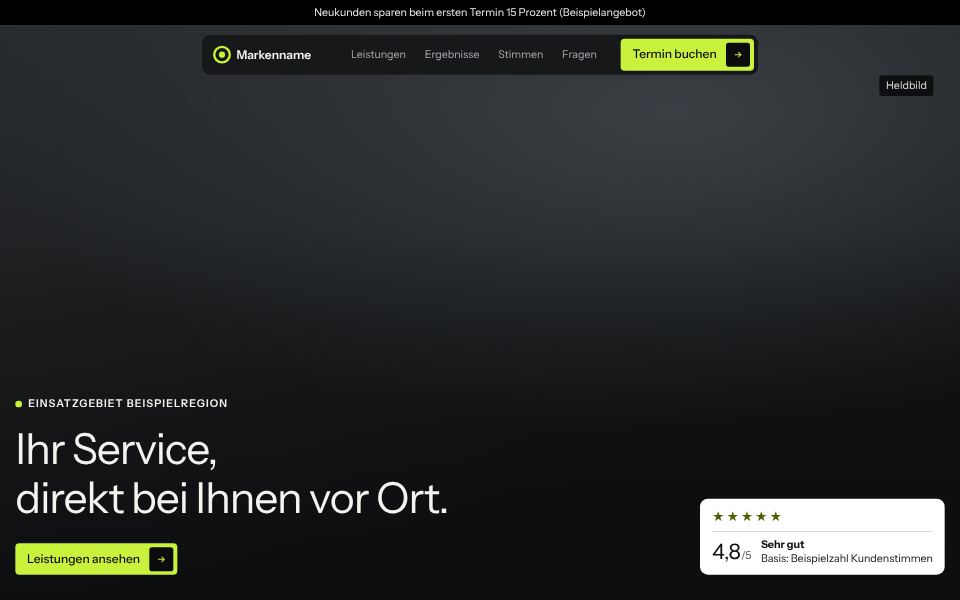 Neukunden sparen beim ersten Termin 15 Prozent (Beispielangebot)
Markenname
Leistungen
Ergebnisse
Stimmen
Fragen
Termin buchen →
Heldbild
EINSATZGEBIET BEISPIELREGION
Ihr Service,
direkt bei Ihnen vor Ort.
Leistungen ansehen →
★★★★★
4,8/5
Sehr gut
Basis: Beispielzahl Kundenstimmen